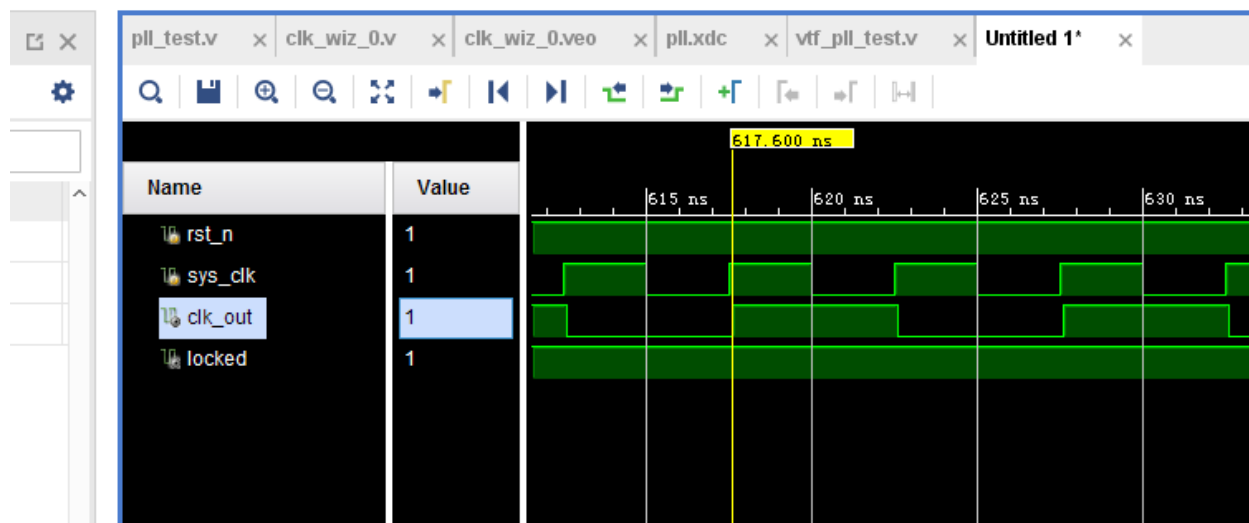 pll_test.v clk_wiz_0.v clk_wiz_0.veo pll.xdc vtf_pll_test.v Untitled 1*
617.600 ns
Name Value 615 ns 620 ns 625 ns 630 ns
rst_n 1
sys_clk 1
clk_out 1
locked 1